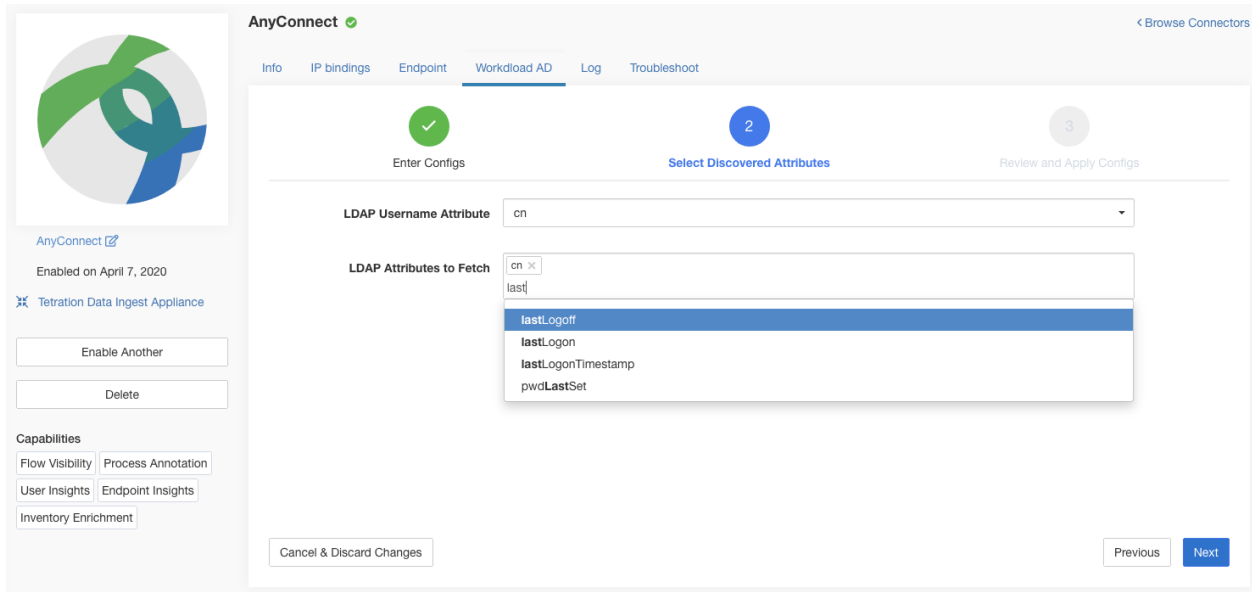 AnyConnect
< Browse Connectors
Info IP bindings Endpoint Workdload AD Log Troubleshoot
2
3
Enter Configs
Select Discovered Attributes
Review and Apply Configs
LDAP Username Attribute
cn
LDAP Attributes to Fetch
cn ×
last
lastLogoff
lastLogon
lastLogonTimestamp
pwdLastSet
Cancel & Discard Changes
Previous
Next
AnyConnect
Enabled on April 7, 2020
Tetration Data Ingest Appliance
Enable Another
Delete
Capabilities
Flow Visibility Process Annotation
User Insights Endpoint Insights
Inventory Enrichment